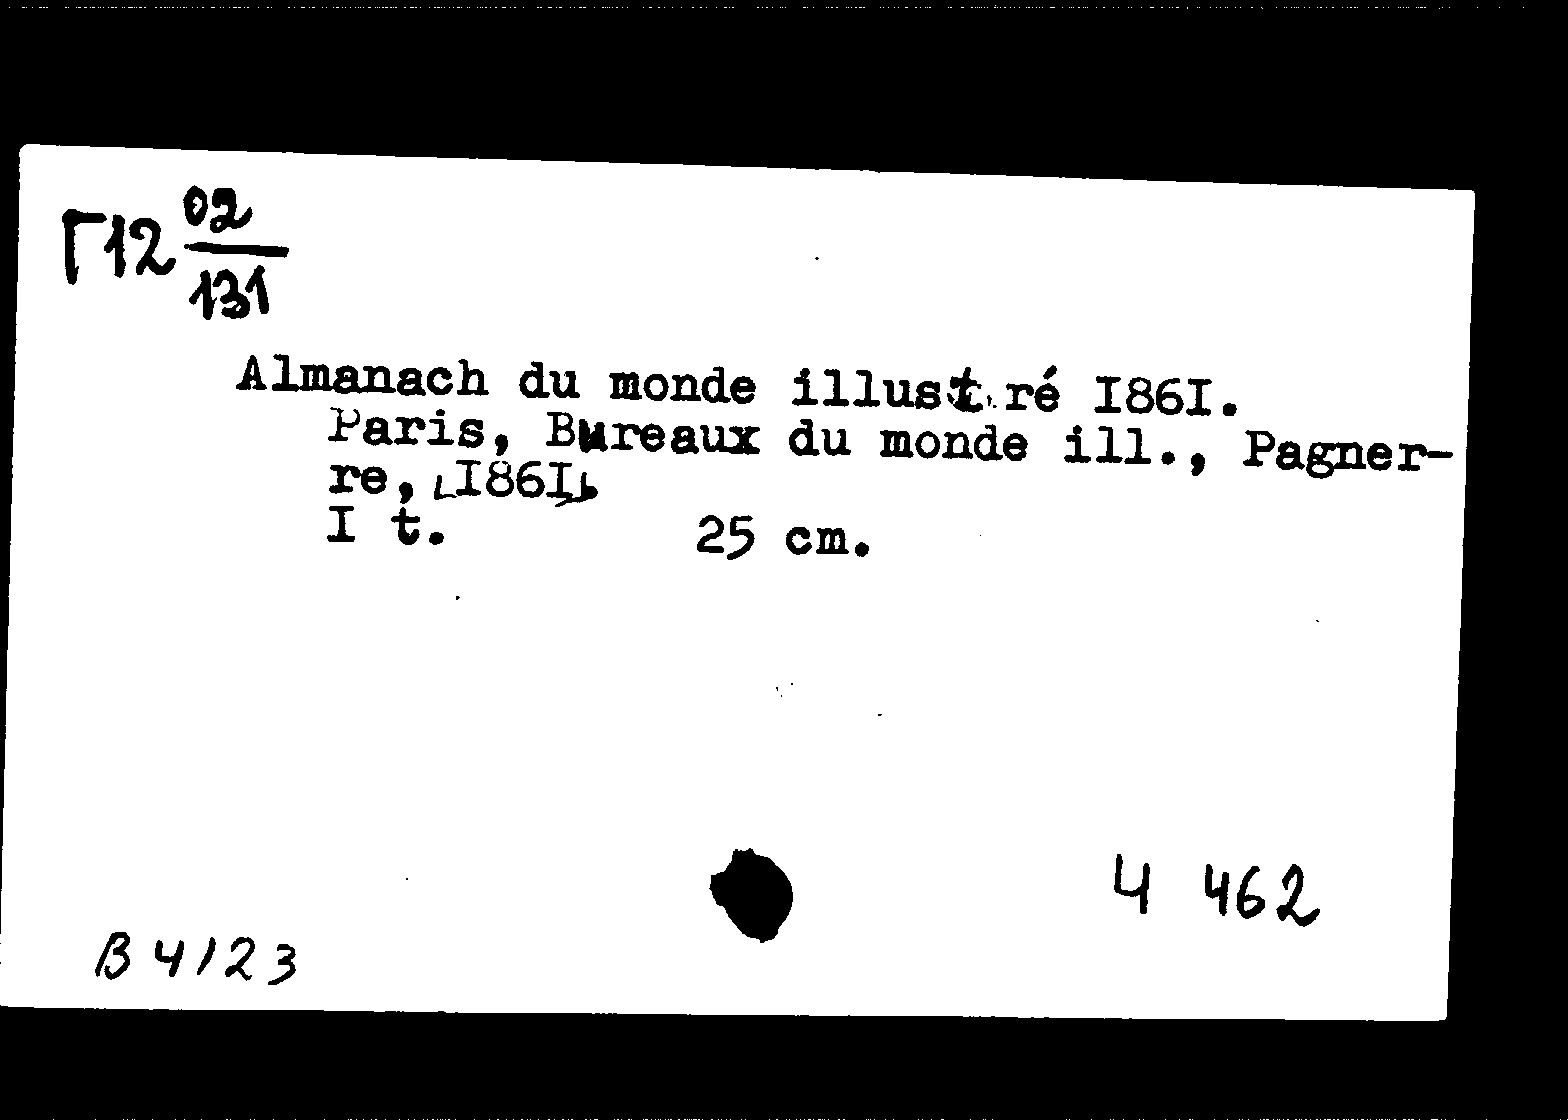 Г12 02/131
Almanach du monde illustré I86I.
Paris, Bureaux du monde ill., Pagner-
re, [I86I]
I t. 25 cm.
4 462
B 4123